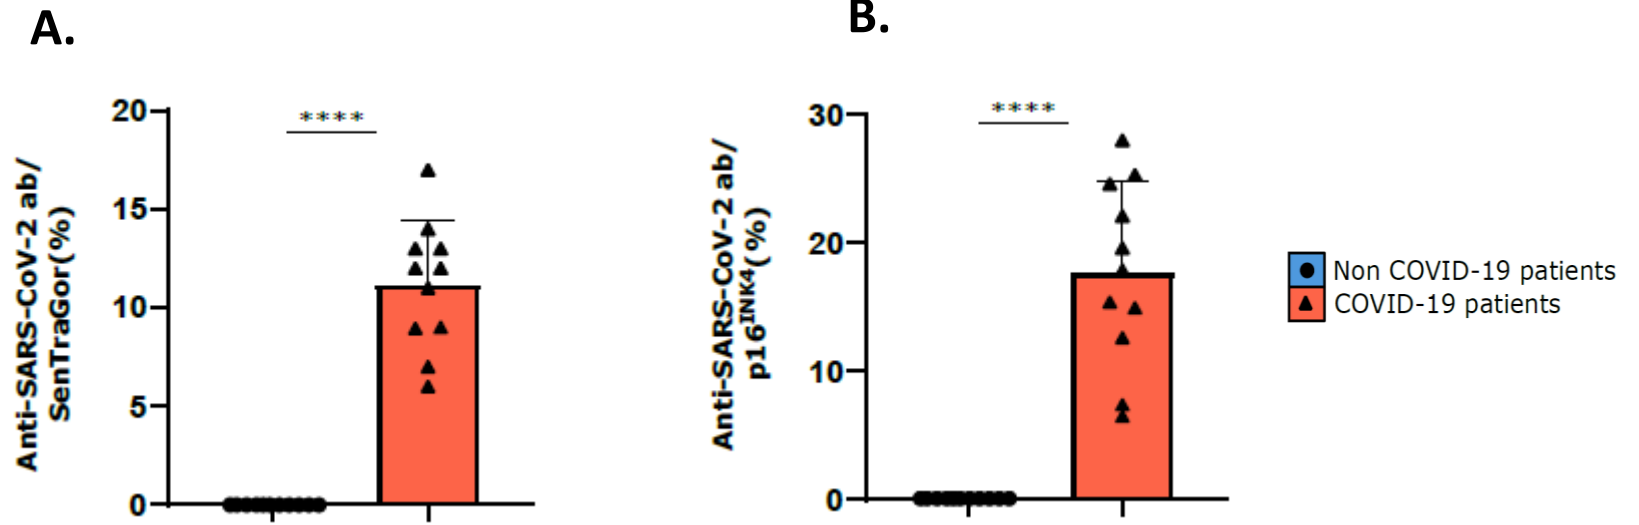 A.
B.
20
15
10
5
0
****
Anti-SARS-CoV-2 ab/
SenTraGor(%)
30
20
10
0
****
Anti-SARS-CoV-2 ab/
p16INK4(%)
Non COVID-19 patients
COVID-19 patients